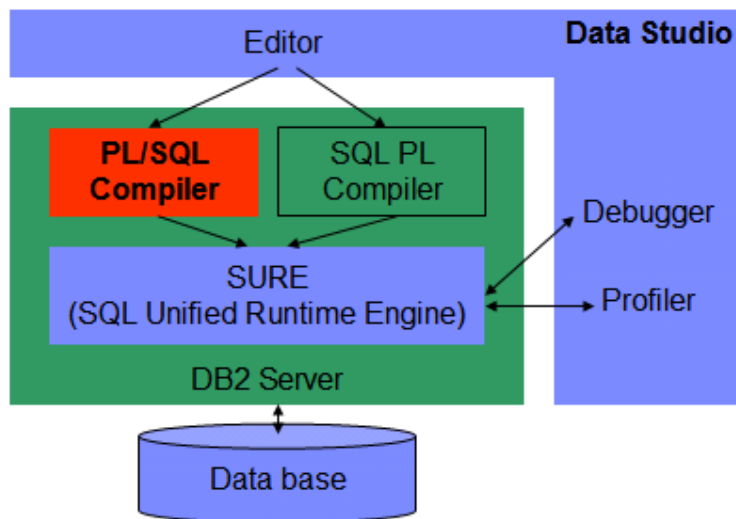 Editor
Data Studio
PL/SQL
Compiler
SQL PL
Compiler
Debugger
SURE
(SQL Unified Runtime Engine)
Profiler
DB2 Server
Data base